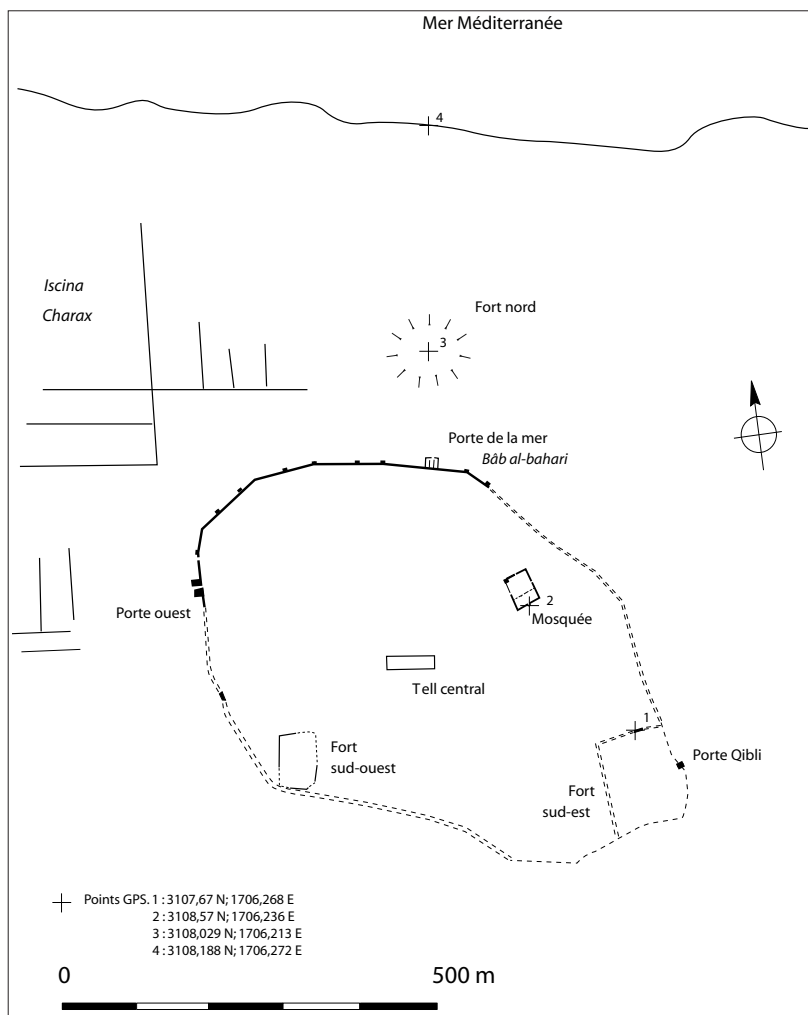 Mer Méditerranée
4
Iscina
Charax
Fort nord
3
Porte de la mer
Bâb al-bahari
Porte ouest
2
Mosquée
Tell central
1
Fort
sud-ouest
Porte Qibli
Fort
sud-est
Points GPS. 1 : 3107,67 N; 1706,268 E
2 : 3108,57 N; 1706,236 E
3 : 3108,029 N; 1706,213 E
4 : 3108,188 N; 1706,272 E
0 500 m